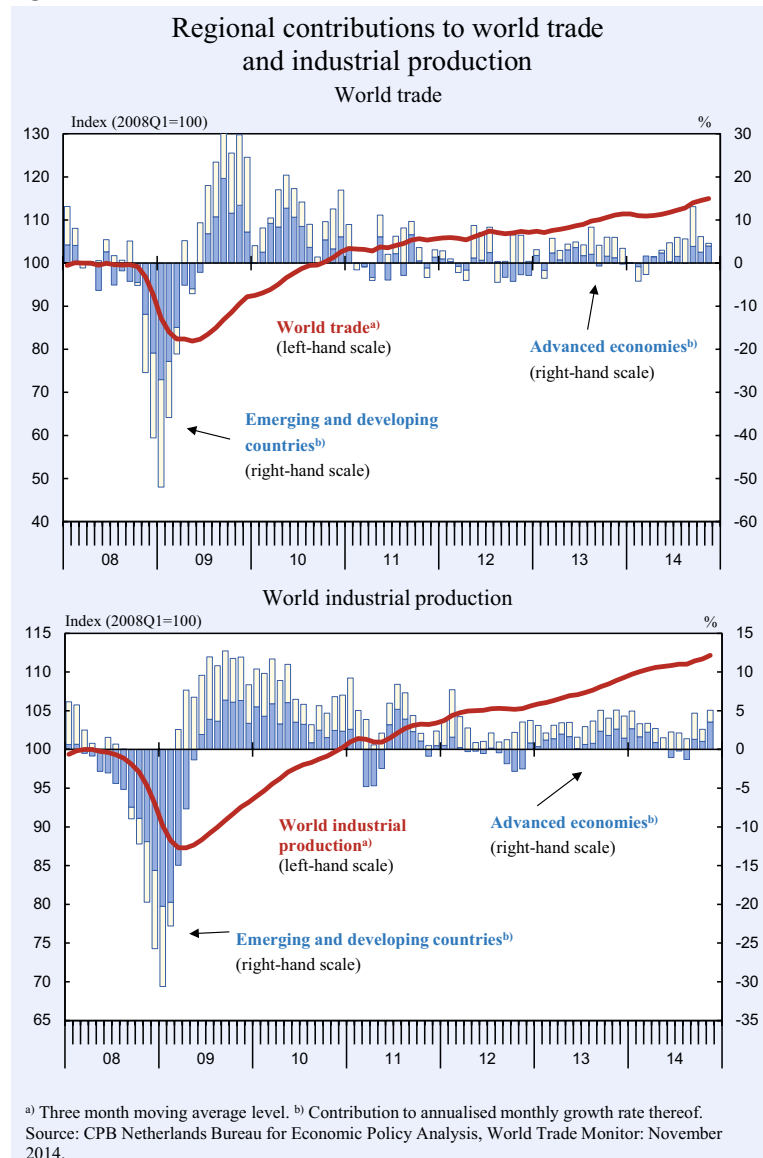 Regional contributions to world trade
and industrial production
World trade
Index (2008Q1=100)
%
130
120
110
100
90
80
70
60
50
40
30
20
10
0
-10
-20
-30
-40
-50
-60
World tradeᵃ⁾
(left-hand scale)
Advanced economiesᵇ⁾
(right-hand scale)
Emerging and developing
countriesᵇ⁾
(right-hand scale)
08 09 10 11 12 13 14
World industrial production
Index (2008Q1=100)
%
115
110
105
100
95
90
85
80
75
70
65
15
10
5
0
-5
-10
-15
-20
-25
-30
-35
World industrial
productionᵃ⁾
(left-hand scale)
Advanced economiesᵇ⁾
(right-hand scale)
Emerging and developing countriesᵇ⁾
(right-hand scale)
08 09 10 11 12 13 14
ᵃ⁾ Three month moving average level. ᵇ⁾ Contribution to annualised monthly growth rate thereof.
Source: CPB Netherlands Bureau for Economic Policy Analysis, World Trade Monitor: November
2014.